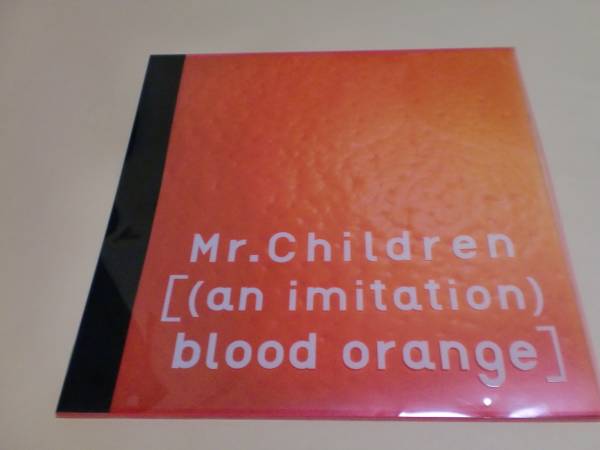 Mr.Children
[(an imitation)
blood orange]